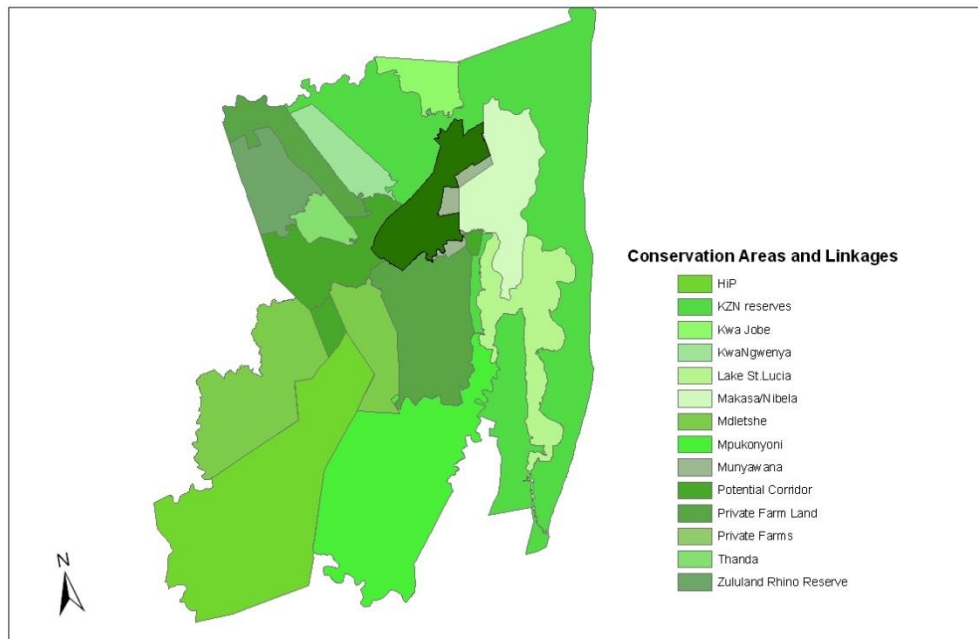 Conservation Areas and Linkages
HiP
KZN reserves
Kwa Jobe
KwaNgwenya
Lake St.Lucia
Makasa/Nibela
Mdletshe
Mpukonyoni
Munyawana
Potential Corridor
Private Farm Land
Private Farms
Thanda
Zululand Rhino Reserve
N